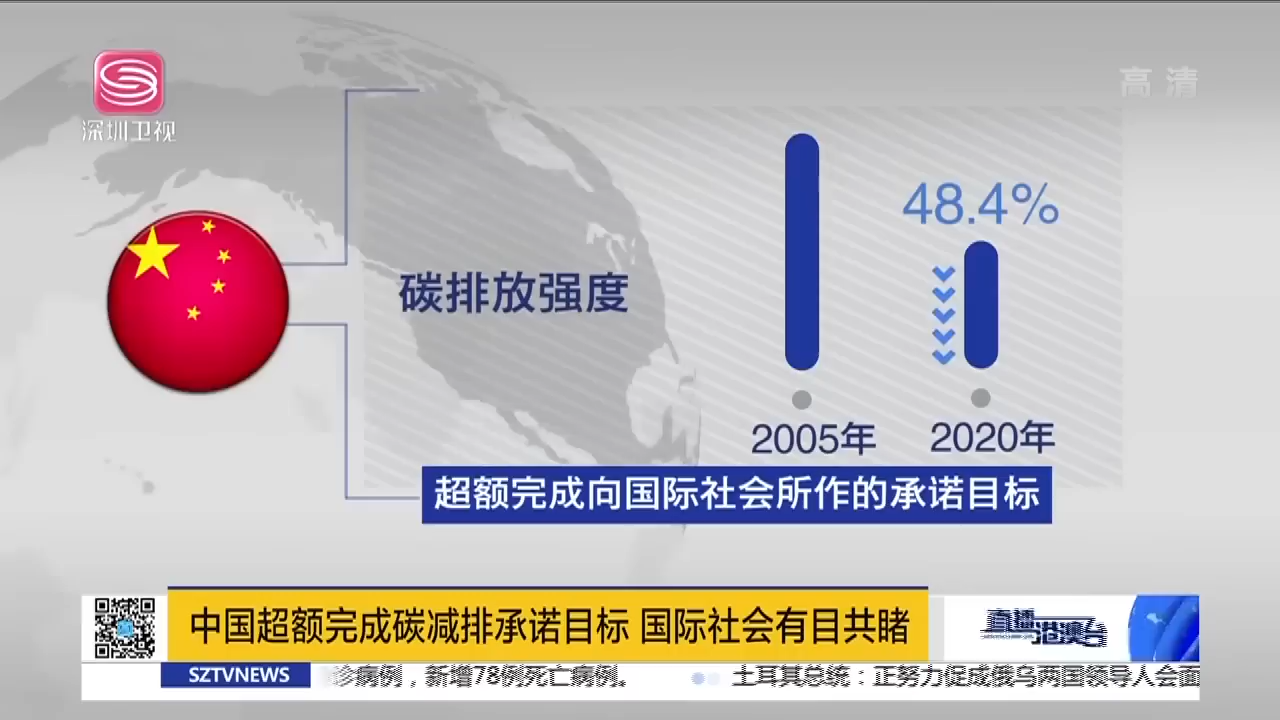 深圳卫视
高清
48.4%
碳排放强度
2005年
2020年
超额完成向国际社会所作的承诺目标
中国超额完成碳减排承诺目标 国际社会有目共睹
直通港澳台
SZTVNEWS
诊病例，新增78例死亡病例。
土耳其总统：正努力促成俄乌两国领导人会面